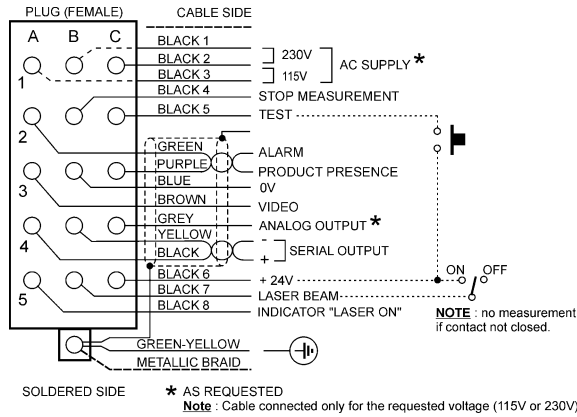 PLUG (FEMALE) CABLE SIDE
A B C
BLACK 1
BLACK 2 230V
AC SUPPLY *
1 BLACK 3 115V
BLACK 4 STOP MEASUREMENT
BLACK 5 TEST
2
GREEN ALARM
PURPLE PRODUCT PRESENCE
3 BLUE 0V
BROWN VIDEO
GREY ANALOG OUTPUT *
4 YELLOW -
SERIAL OUTPUT
BLACK +
BLACK 6 + 24V ON OFF
5 BLACK 7 LASER BEAM
BLACK 8 INDICATOR "LASER ON"
NOTE : no measurement
if contact not closed.
GREEN-YELLOW
METALLIC BRAID
SOLDERED SIDE * AS REQUESTED
Note : Cable connected only for the requested voltage (115V or 230V)